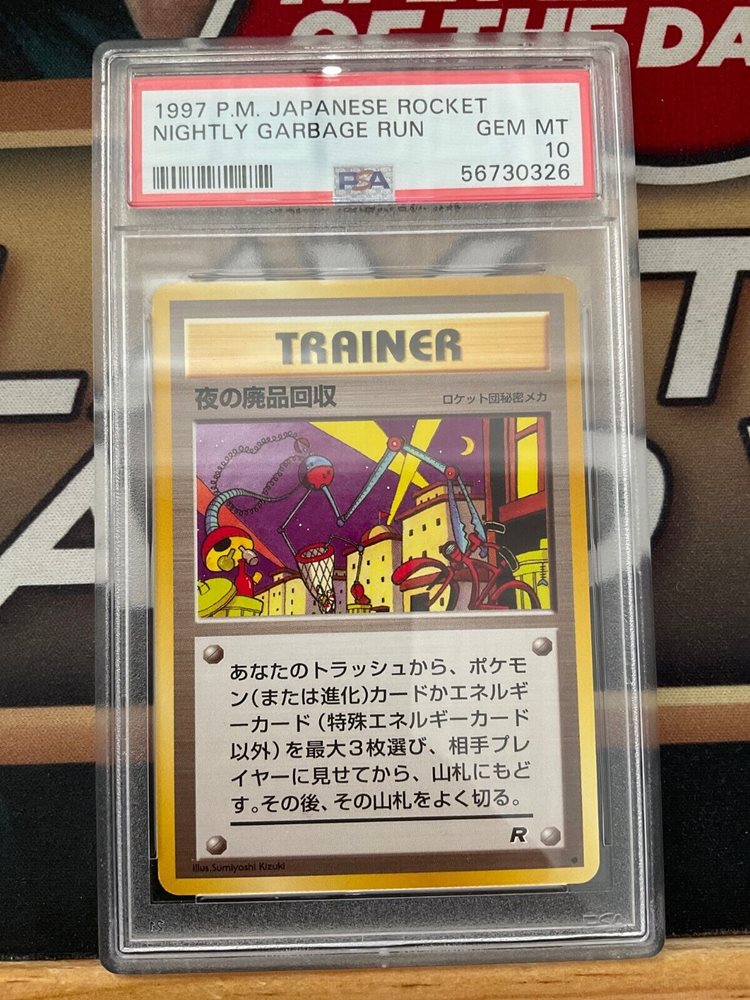 OF THE DA
1997 P.M. JAPANESE ROCKET
NIGHTLY GARBAGE RUN GEM MT
10
PSA 56730326
TRAINER
夜の廃品回収 ロケット団秘密メカ
あなたのトラッシュから、ポケモ
ン(または進化)カードかエネルギ
ーカード(特殊エネルギーカード
以外)を最大3枚選び、相手プレ
イヤーに見せてから、山札にもど
す。その後、その山札をよく切る。
R
Illus.Sumiyoshi Kizuki
PSA